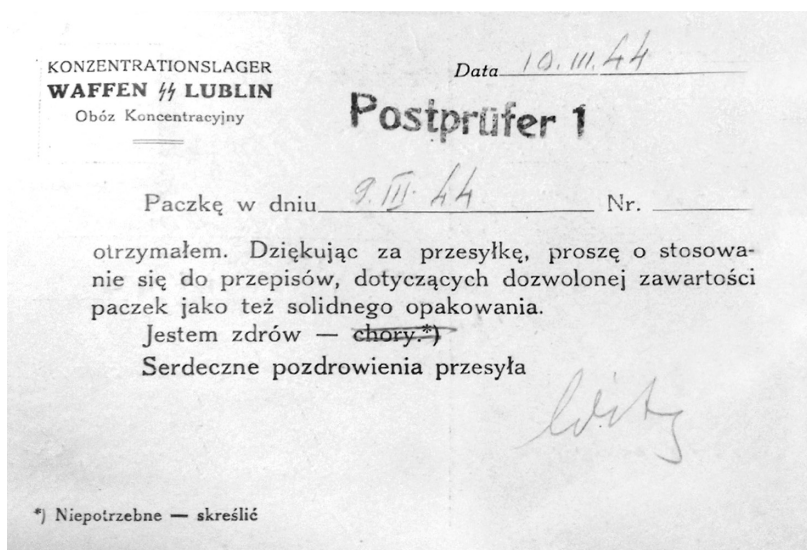 KONZENTRATIONSLAGER
WAFFEN ᛋᛋ LUBLIN
Obóz Koncentracyjny
Data 10.III.44
Postprüfer 1
Paczkę w dniu 9.III.44 Nr.
otrzymałem. Dziękując za przesyłkę, proszę o stosowa-
nie się do przepisów, dotyczących dozwolonej zawartości
paczek jako też solidnego opakowania.
Jestem zdrów — chory.*)
Serdeczne pozdrowienia przesyła
*) Niepotrzebne — skreślić